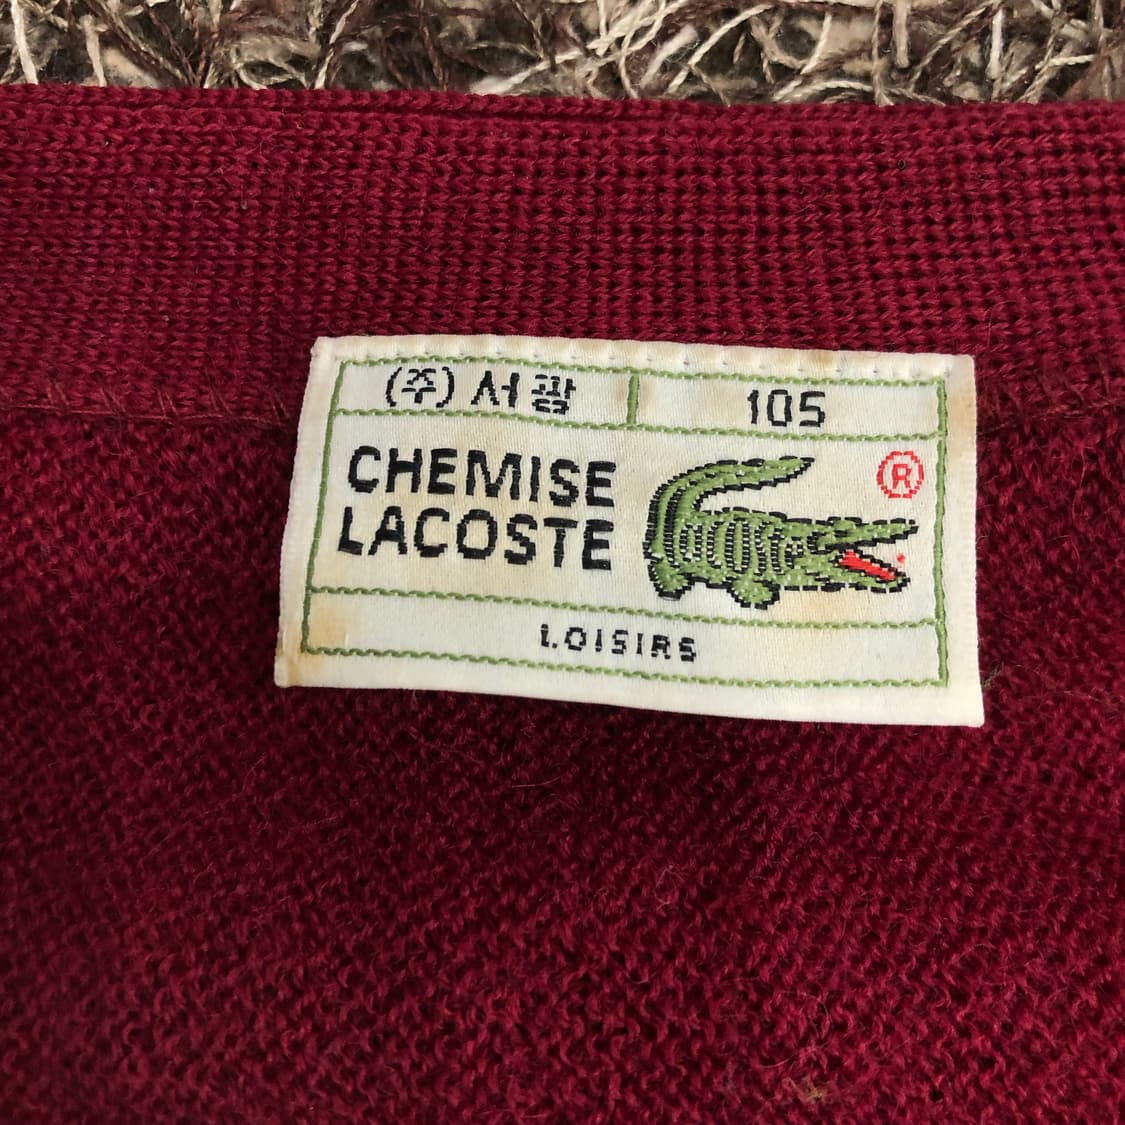 (주) 서광 105
CHEMISE
LACOSTE
®
LOISIRS